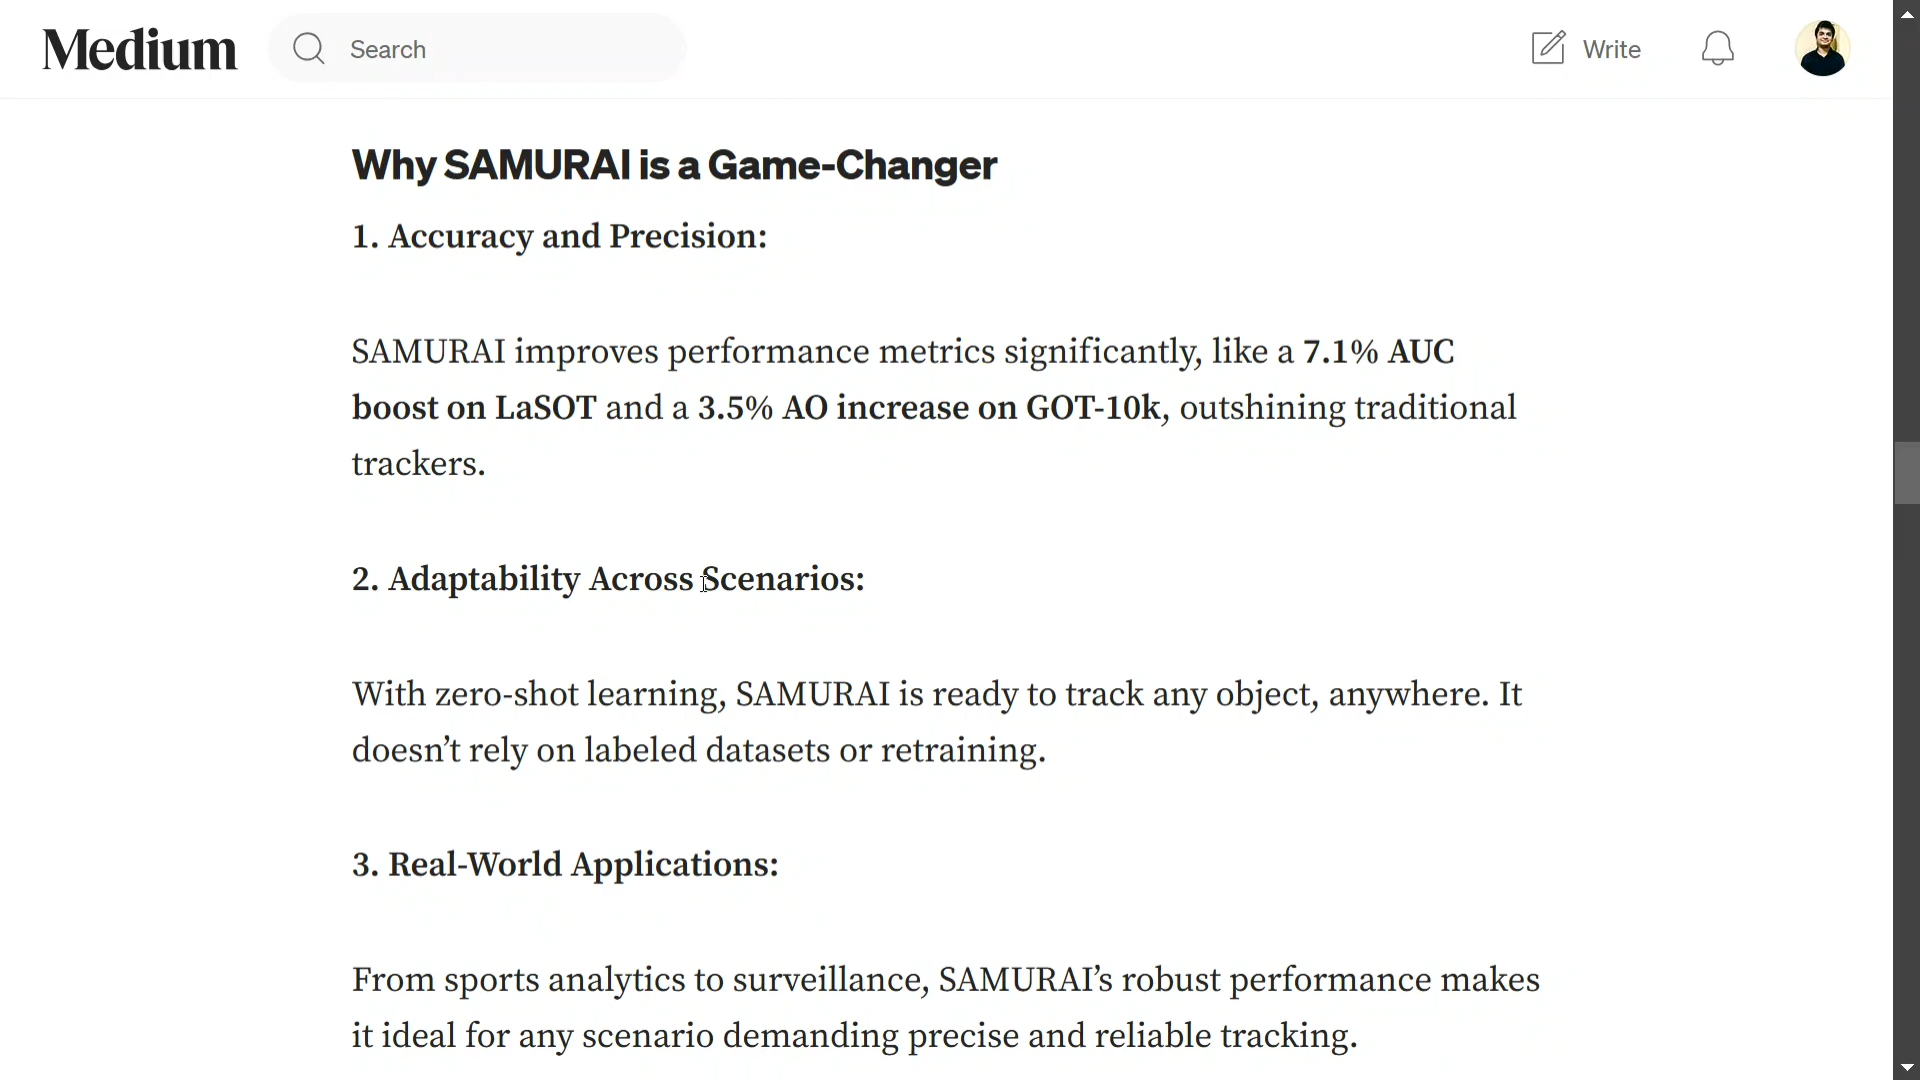 Medium
Search
Write
Why SAMURAI is a Game-Changer
1. Accuracy and Precision:
SAMURAI improves performance metrics significantly, like a 7.1% AUC
boost on LaSOT and a 3.5% AO increase on GOT-10k, outshining traditional
trackers.
2. Adaptability Across Scenarios:
With zero-shot learning, SAMURAI is ready to track any object, anywhere. It
doesn’t rely on labeled datasets or retraining.
3. Real-World Applications:
From sports analytics to surveillance, SAMURAI’s robust performance makes
it ideal for any scenario demanding precise and reliable tracking.